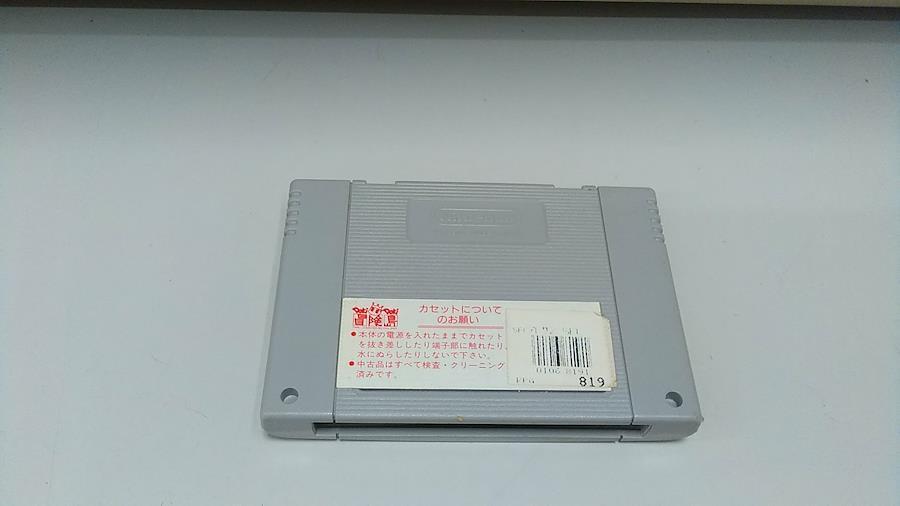 Nintendo
冒険島
カセットについて
のお願い
●本体の電源を入れたままでカセット
を抜き差ししたり端子部に触れたり、
水にぬらしたりしないで下さい。
●中古品はすべて検査・クリーニング
済みです。
819